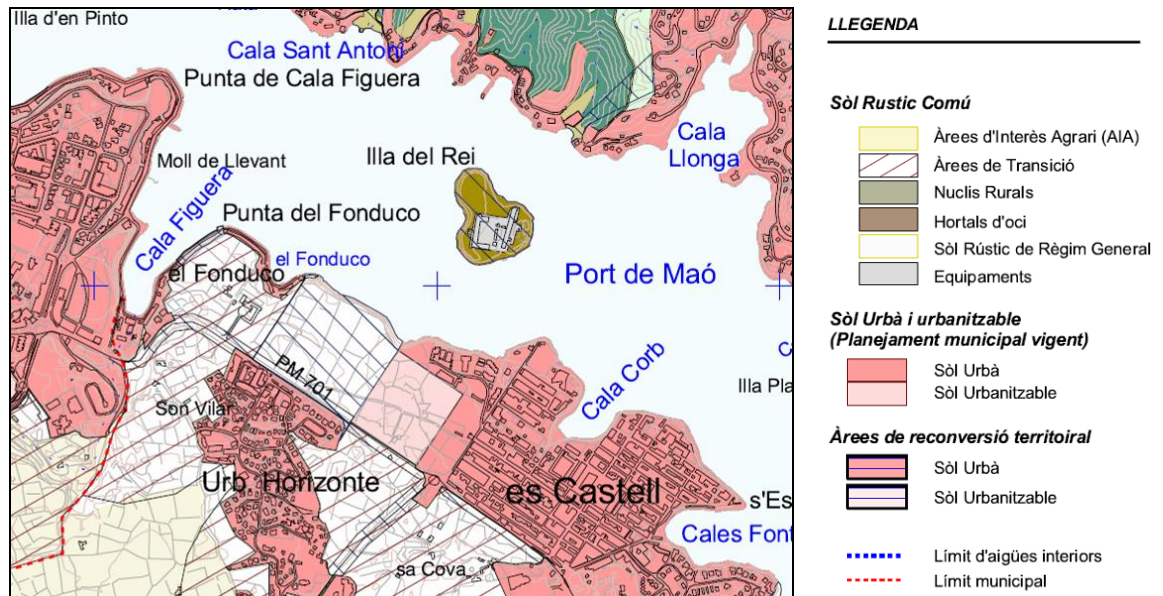 Illa d'en Pinto
Cala Sant Antoni
Punta de Cala Figuera
Cala
Llonga
Illa del Rei
Moll de Llevant
Cala Figuera
Punta del Fonduco
el Fonduco
el Fonduco
Port de Maó
PM 701
Cala Corb
Illa Pla
Son Vilar
Urb. Horizonte
es Castell
s'Es
Cales Font
sa Cova
LLEGENDA
Sòl Rustic Comú
Àrees d'Interès Agrari (AIA)
Àrees de Transició
Nuclis Rurals
Hortals d'oci
Sòl Rústic de Règim General
Equipaments
Sòl Urbà i urbanitzable
(Planejament municipal vigent)
Sòl Urbà
Sòl Urbanitzable
Àrees de reconversió territoiral
Sòl Urbà
Sòl Urbanitzable
Límit d'aigües interiors
Límit municipal